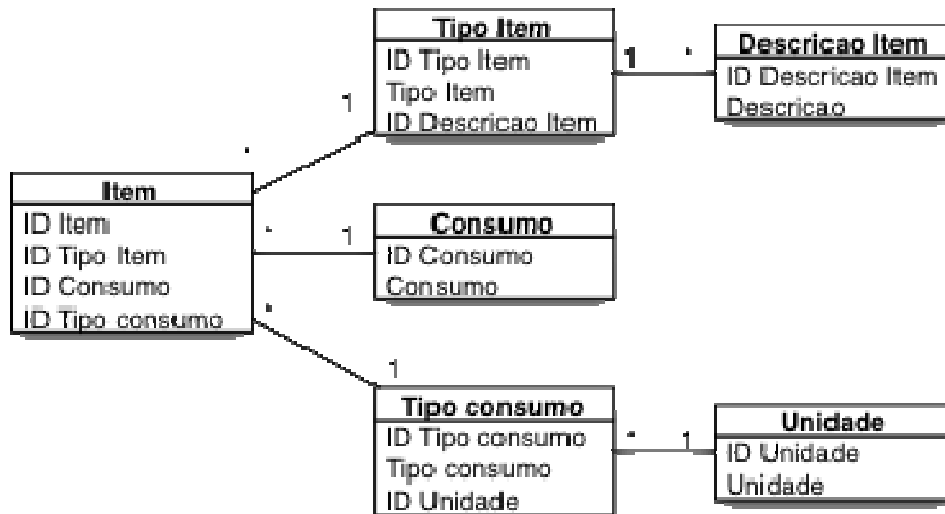 Tipo Item
ID Tipo Item
Tipo Item
ID Descricao Item
1
*
Descricao Item
ID Descricao Item
Descricao
1
*
Item
ID Item
ID Tipo Item
ID Consumo
ID Tipo consumo
*
1
Consumo
ID Consumo
Consumo
*
1
Tipo consumo
ID Tipo consumo
Tipo consumo
ID Unidade
*
1
Unidade
ID Unidade
Unidade